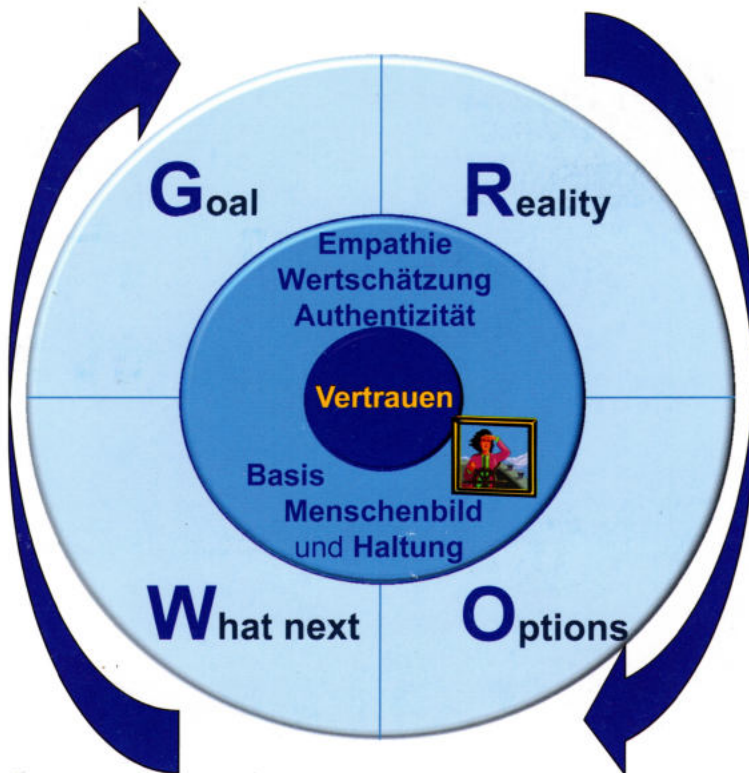 Goal
Reality
Empathie
Wertschätzung
Authentizität
Vertrauen
Basis
Menschenbild
und Haltung
What next
Options